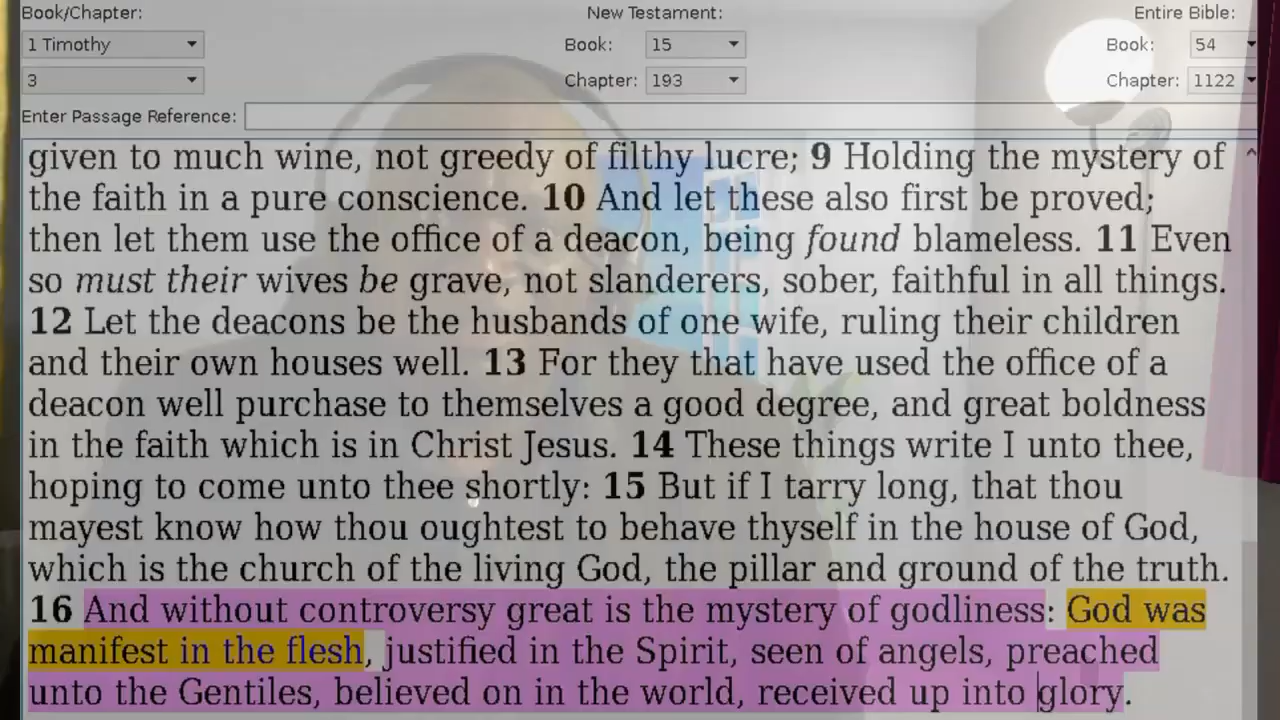 Book/Chapter: New Testament: Entire Bible:
1 Timothy Book: 15 Book: 54
3 Chapter: 193 Chapter: 1122
Enter Passage Reference:
given to much wine, not greedy of filthy lucre; 9 Holding the mystery of
the faith in a pure conscience. 10 And let these also first be proved;
then let them use the office of a deacon, being found blameless. 11 Even
so must their wives be grave, not slanderers, sober, faithful in all things.
12 Let the deacons be the husbands of one wife, ruling their children
and their own houses well. 13 For they that have used the office of a
deacon well purchase to themselves a good degree, and great boldness
in the faith which is in Christ Jesus. 14 These things write I unto thee,
hoping to come unto thee shortly: 15 But if I tarry long, that thou
mayest know how thou oughtest to behave thyself in the house of God,
which is the church of the living God, the pillar and ground of the truth.
16 And without controversy great is the mystery of godliness: God was
manifest in the flesh, justified in the Spirit, seen of angels, preached
unto the Gentiles, believed on in the world, received up into glory.